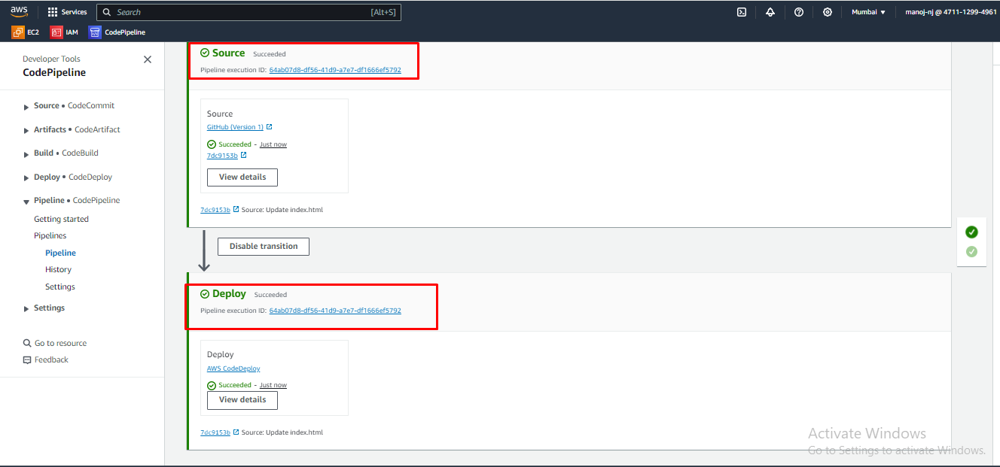 aws
Services
Search
[Alt+S]
Mumbai
manoj-nj @ 4711-1299-4961
EC2
IAM
CodePipeline
Developer Tools
CodePipeline
Source • CodeCommit
Artifacts • CodeArtifact
Build • CodeBuild
Deploy • CodeDeploy
Pipeline • CodePipeline
Getting started
Pipelines
Pipeline
History
Settings
Settings
Go to resource
Feedback
Source Succeeded
Pipeline execution ID: 64ab07d8-df56-41d9-a7e7-df1666ef5792
Source
GitHub (Version 1)
Succeeded - Just now
7dc9153b
View details
7dc9153b Source: Update index.html
Disable transition
Deploy Succeeded
Pipeline execution ID: 64ab07d8-df56-41d9-a7e7-df1666ef5792
Deploy
AWS CodeDeploy
Succeeded - Just now
View details
7dc9153b Source: Update index.html
Activate Windows
Go to Settings to activate Windows.